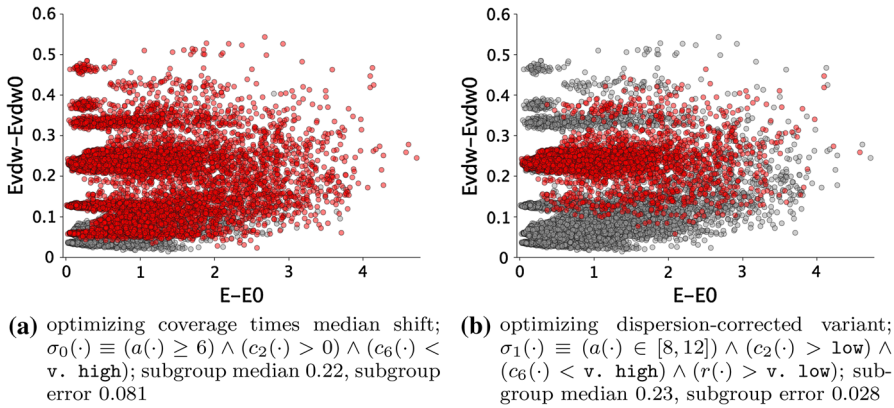 0.6
0.5
0.4
0.3
0.2
0.1
0
Evdw−Evdw0
0 1 2 3 4
E−E0
(a) optimizing coverage times median shift;
σ0(·) ≡ (a(·) ≥ 6) ∧ (c2(·) > 0) ∧ (c6(·) <
v. high); subgroup median 0.22, subgroup
error 0.081
0.6
0.5
0.4
0.3
0.2
0.1
0
Evdw−Evdw0
0 1 2 3 4
E−E0
(b) optimizing dispersion-corrected variant;
σ1(·) ≡ (a(·) ∈ [8, 12]) ∧ (c2(·) > low) ∧
(c6(·) < v. high) ∧ (r(·) > v. low); sub-
group median 0.23, subgroup error 0.028